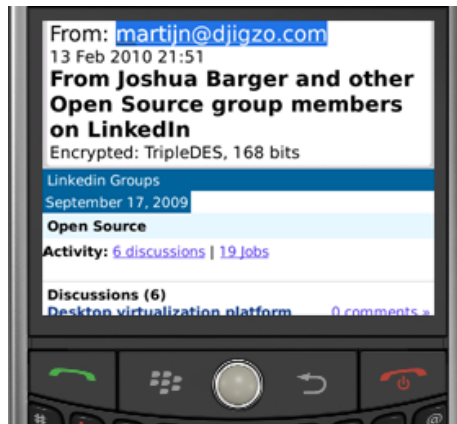 From: martijn@djigzo.com
13 Feb 2010 21:51
From Joshua Barger and other
Open Source group members
on LinkedIn
Encrypted: TripleDES, 168 bits
Linkedin Groups
September 17, 2009
Open Source
Activity: 6 discussions | 19 Jobs
Discussions (6)
Desktop virtualization platform 0 comments »
# @